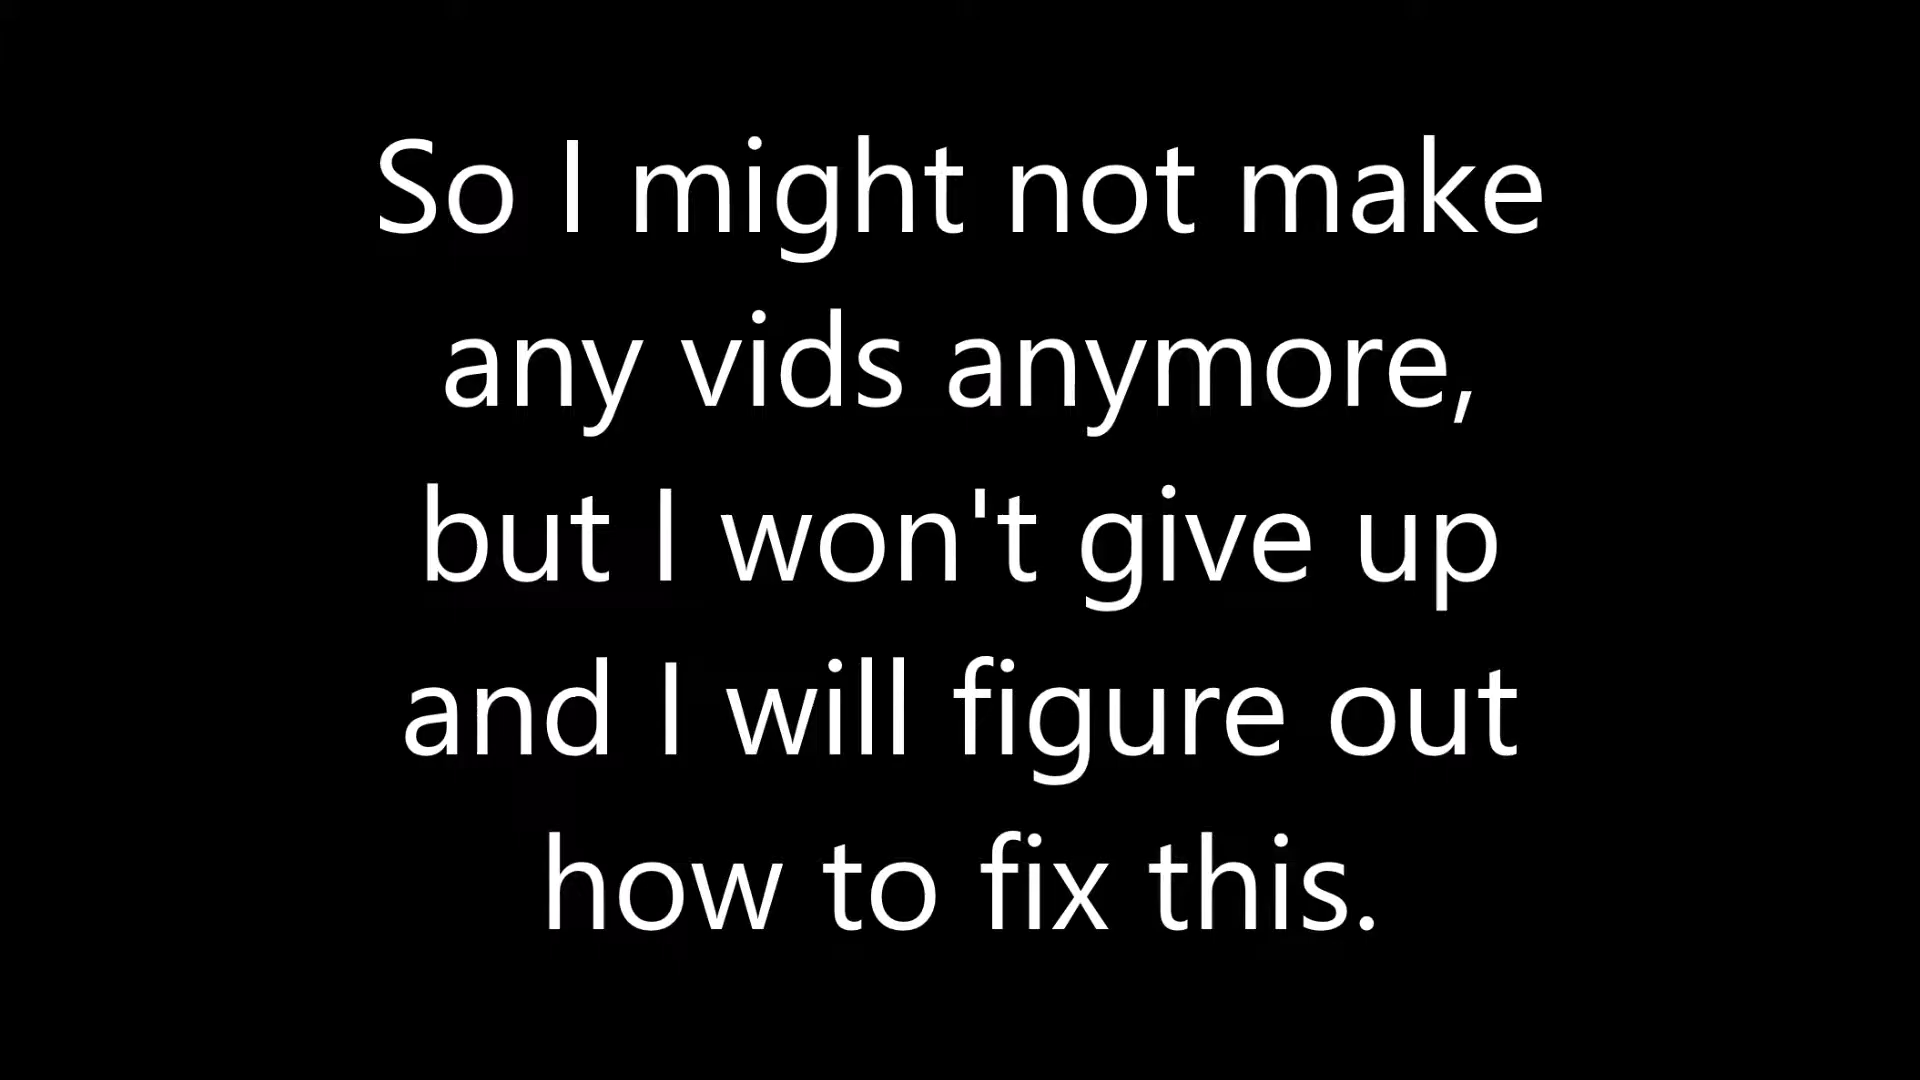 So I might not make
any vids anymore,
but I won't give up
and I will figure out
how to fix this.